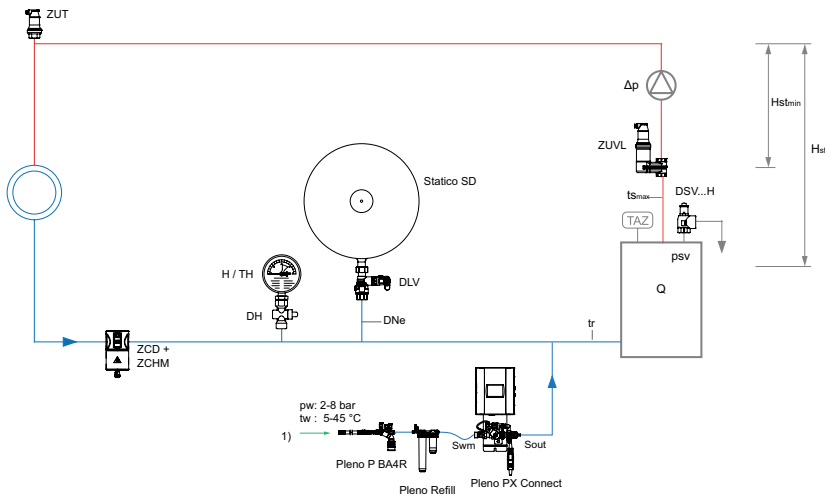 ZUT
Δp
Hstmin
Hst
ZUVL
Statico SD
tsmax
DSV...H
TAZ
psv
H / TH
DLV
Q
DH
DNe
tr
ZCD +
ZCHM
pw: 2-8 bar
tw : 5-45 °C
1)
Swm
Sout
Pleno P BA4R
Pleno Refill
Pleno PX Connect